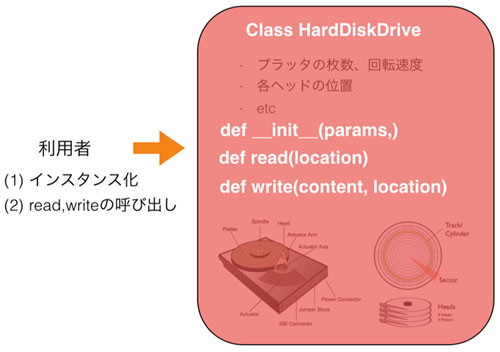 Class HardDiskDrive
- プラッタの枚数、回転速度
- 各ヘッドの位置
- etc
def __init__(params,)
def read(location)
def write(content, location)
利用者
(1) インスタンス化
(2) read,writeの呼び出し
Spindle
Head
Platter
Actuator Arm
Actuator Axis
Power Connector
Jumper Block
IDE Connector
Actuator
Track/
Cylinder
Sector
Heads